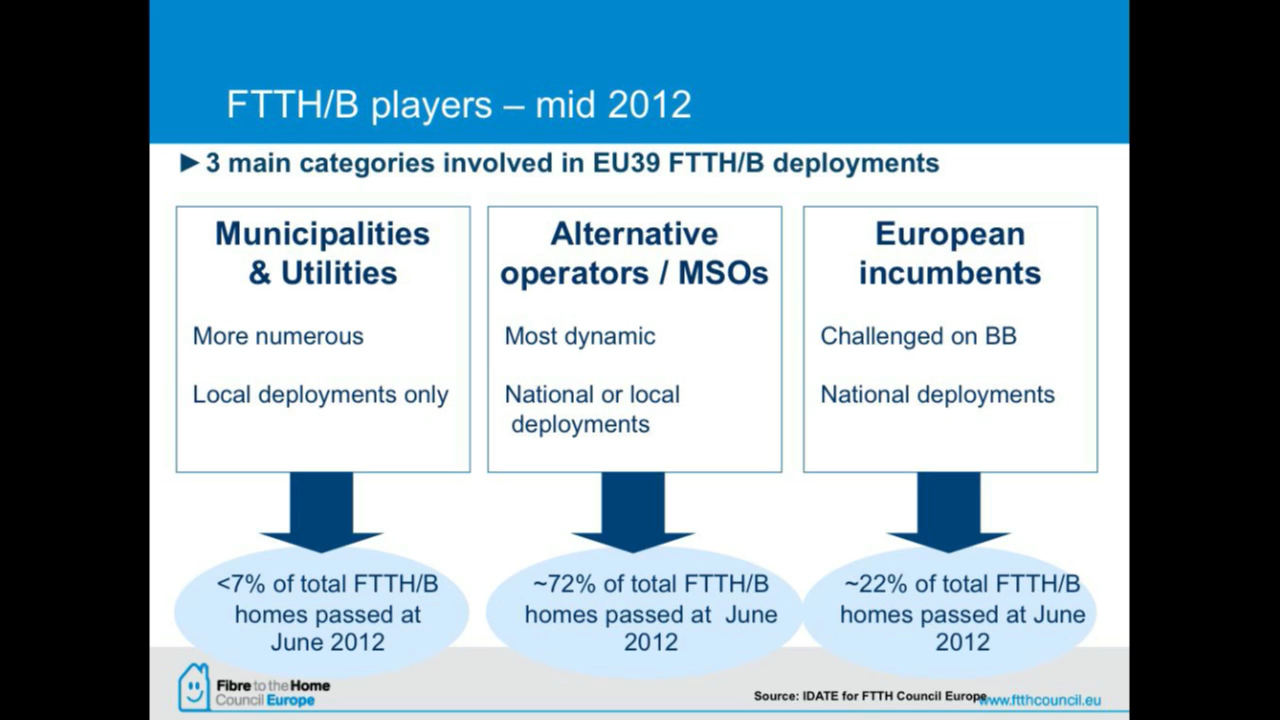 FTTH/B players – mid 2012
►3 main categories involved in EU39 FTTH/B deployments
Municipalities
& Utilities
More numerous
Local deployments only
<7% of total FTTH/B
homes passed at
June 2012
Alternative
operators / MSOs
Most dynamic
National or local
deployments
~72% of total FTTH/B
homes passed at June
2012
European
incumbents
Challenged on BB
National deployments
~22% of total FTTH/B
homes passed at June
2012
Fibre to the Home
Council Europe
Source: IDATE for FTTH Council Europe
www.ftthcouncil.eu